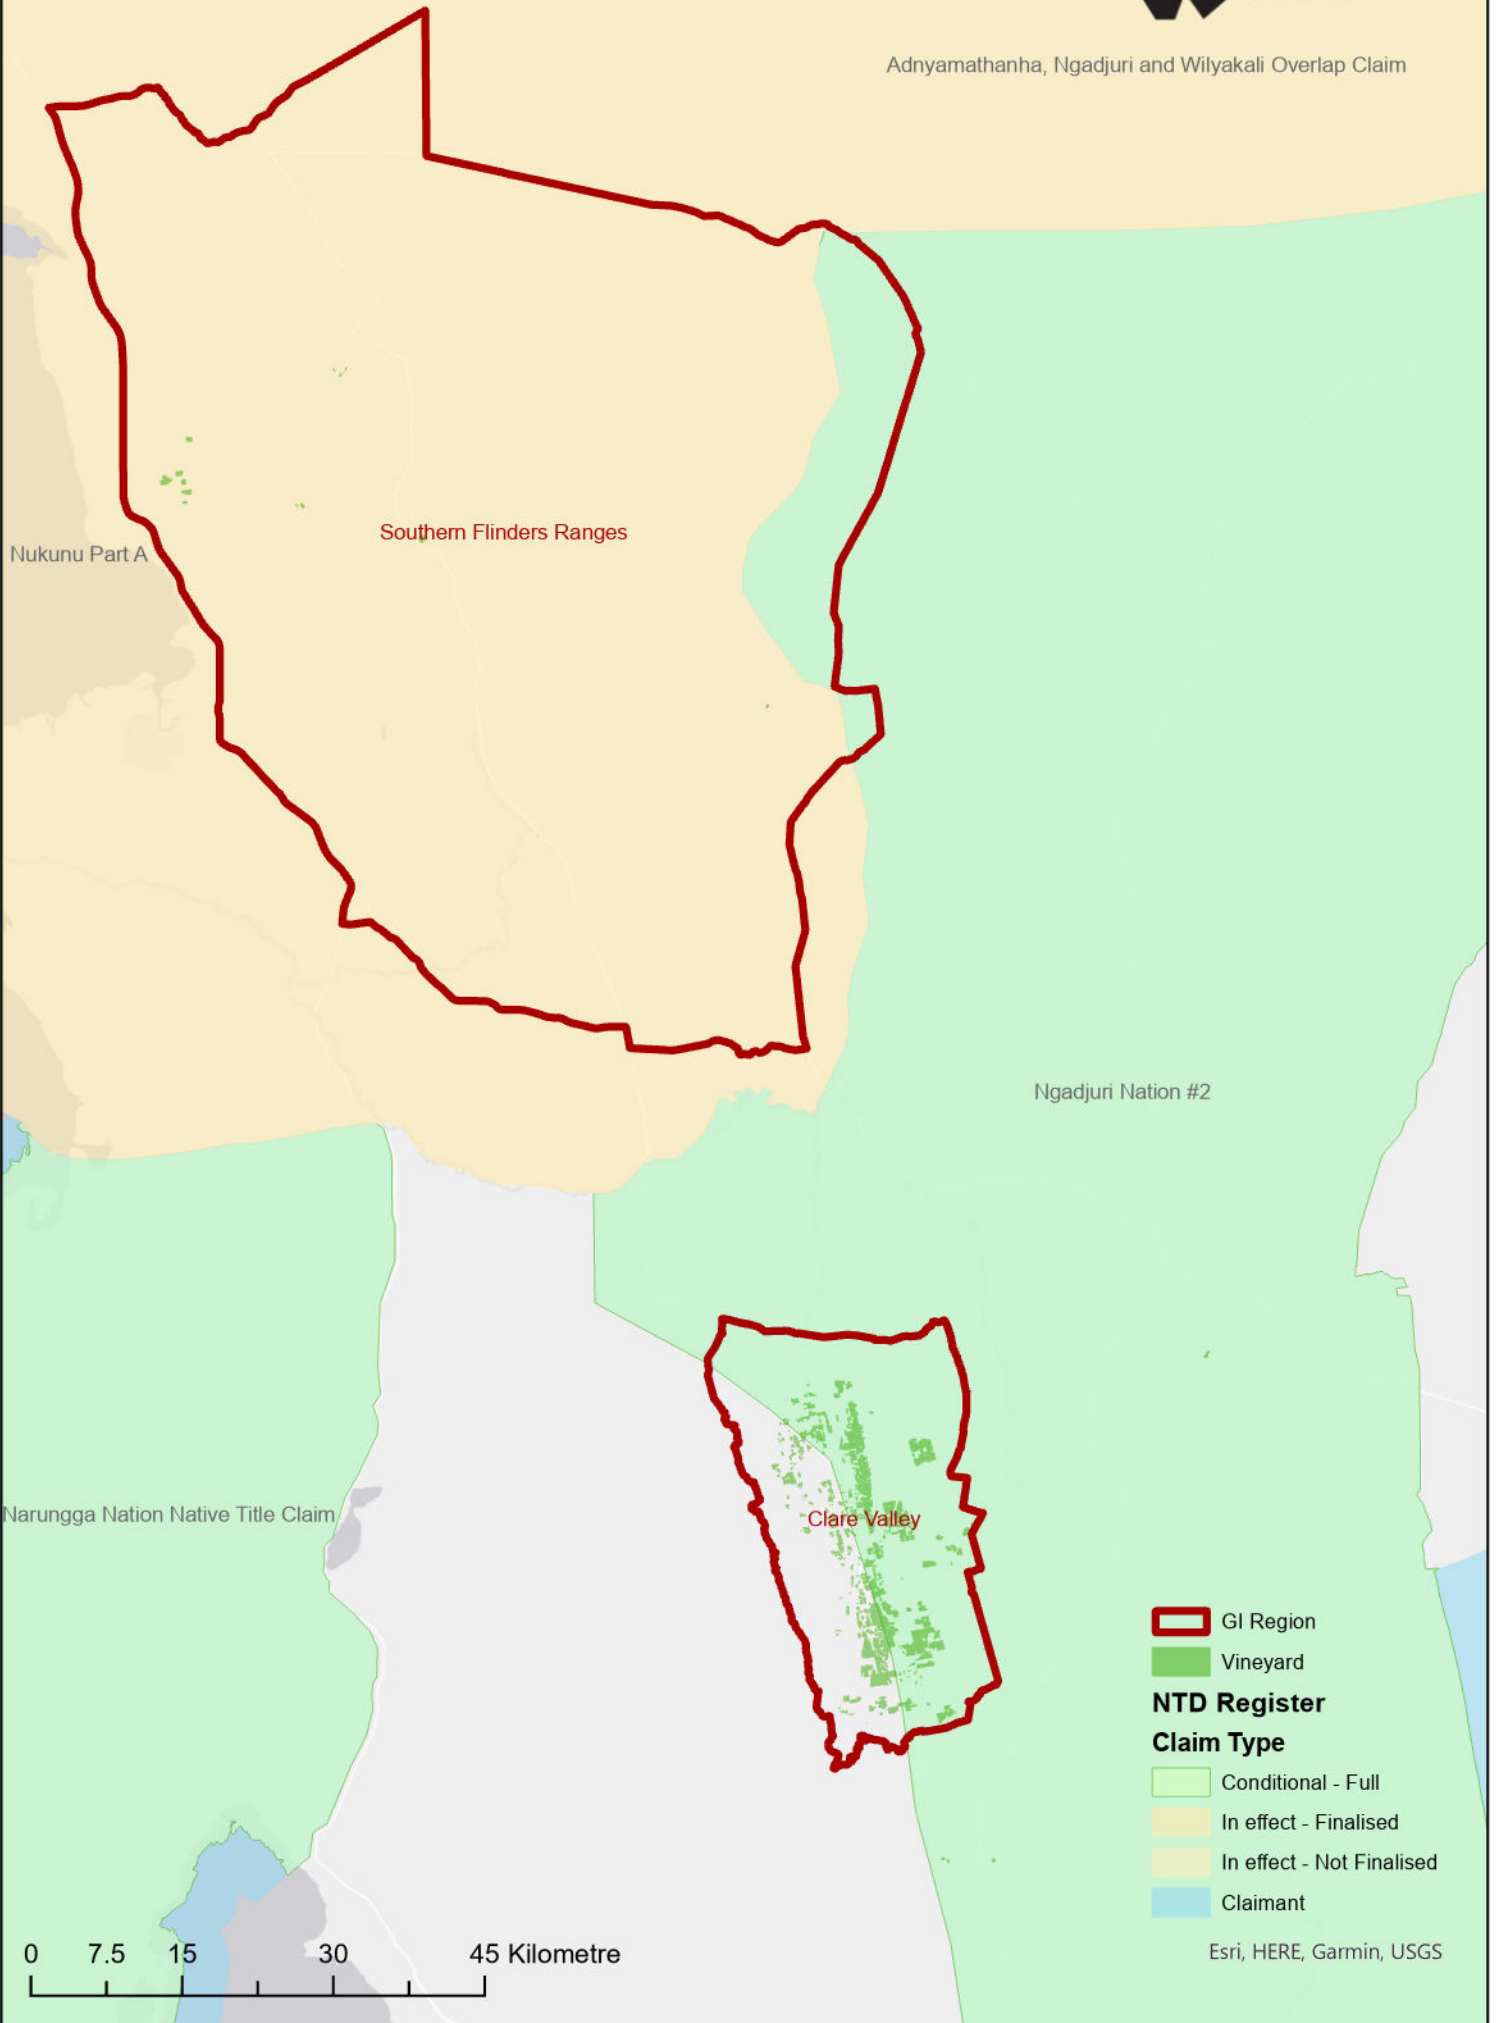 Adnyamathanha, Ngadjuri and Wilyakali Overlap Claim
Southern Flinders Ranges
Nukunu Part A
Ngadjuri Nation #2
Narungga Nation Native Title Claim
Clare Valley
GI Region
Vineyard
NTD Register
Claim Type
Conditional - Full
In effect - Finalised
In effect - Not Finalised
Claimant
0 7.5 15 30 45 Kilometre
Esri, HERE, Garmin, USGS